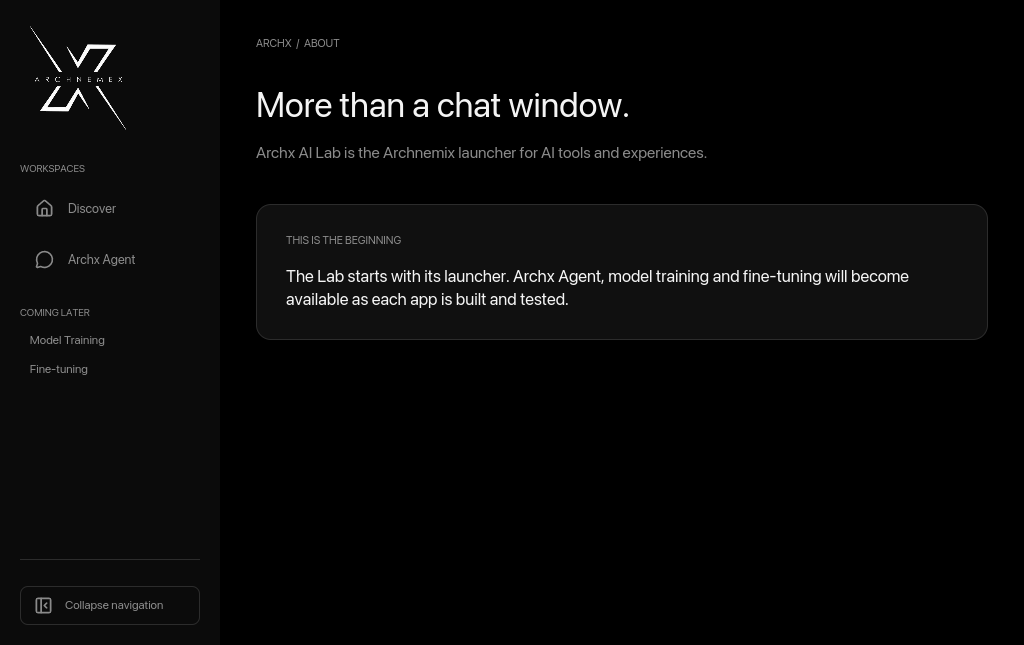 ARCHNEMEX
WORKSPACES
Discover
Archx Agent
COMING LATER
Model Training
Fine-tuning
Collapse navigation
ARCHX / ABOUT
More than a chat window.
Archx AI Lab is the Archnemix launcher for AI tools and experiences.
THIS IS THE BEGINNING
The Lab starts with its launcher. Archx Agent, model training and fine-tuning will become
available as each app is built and tested.